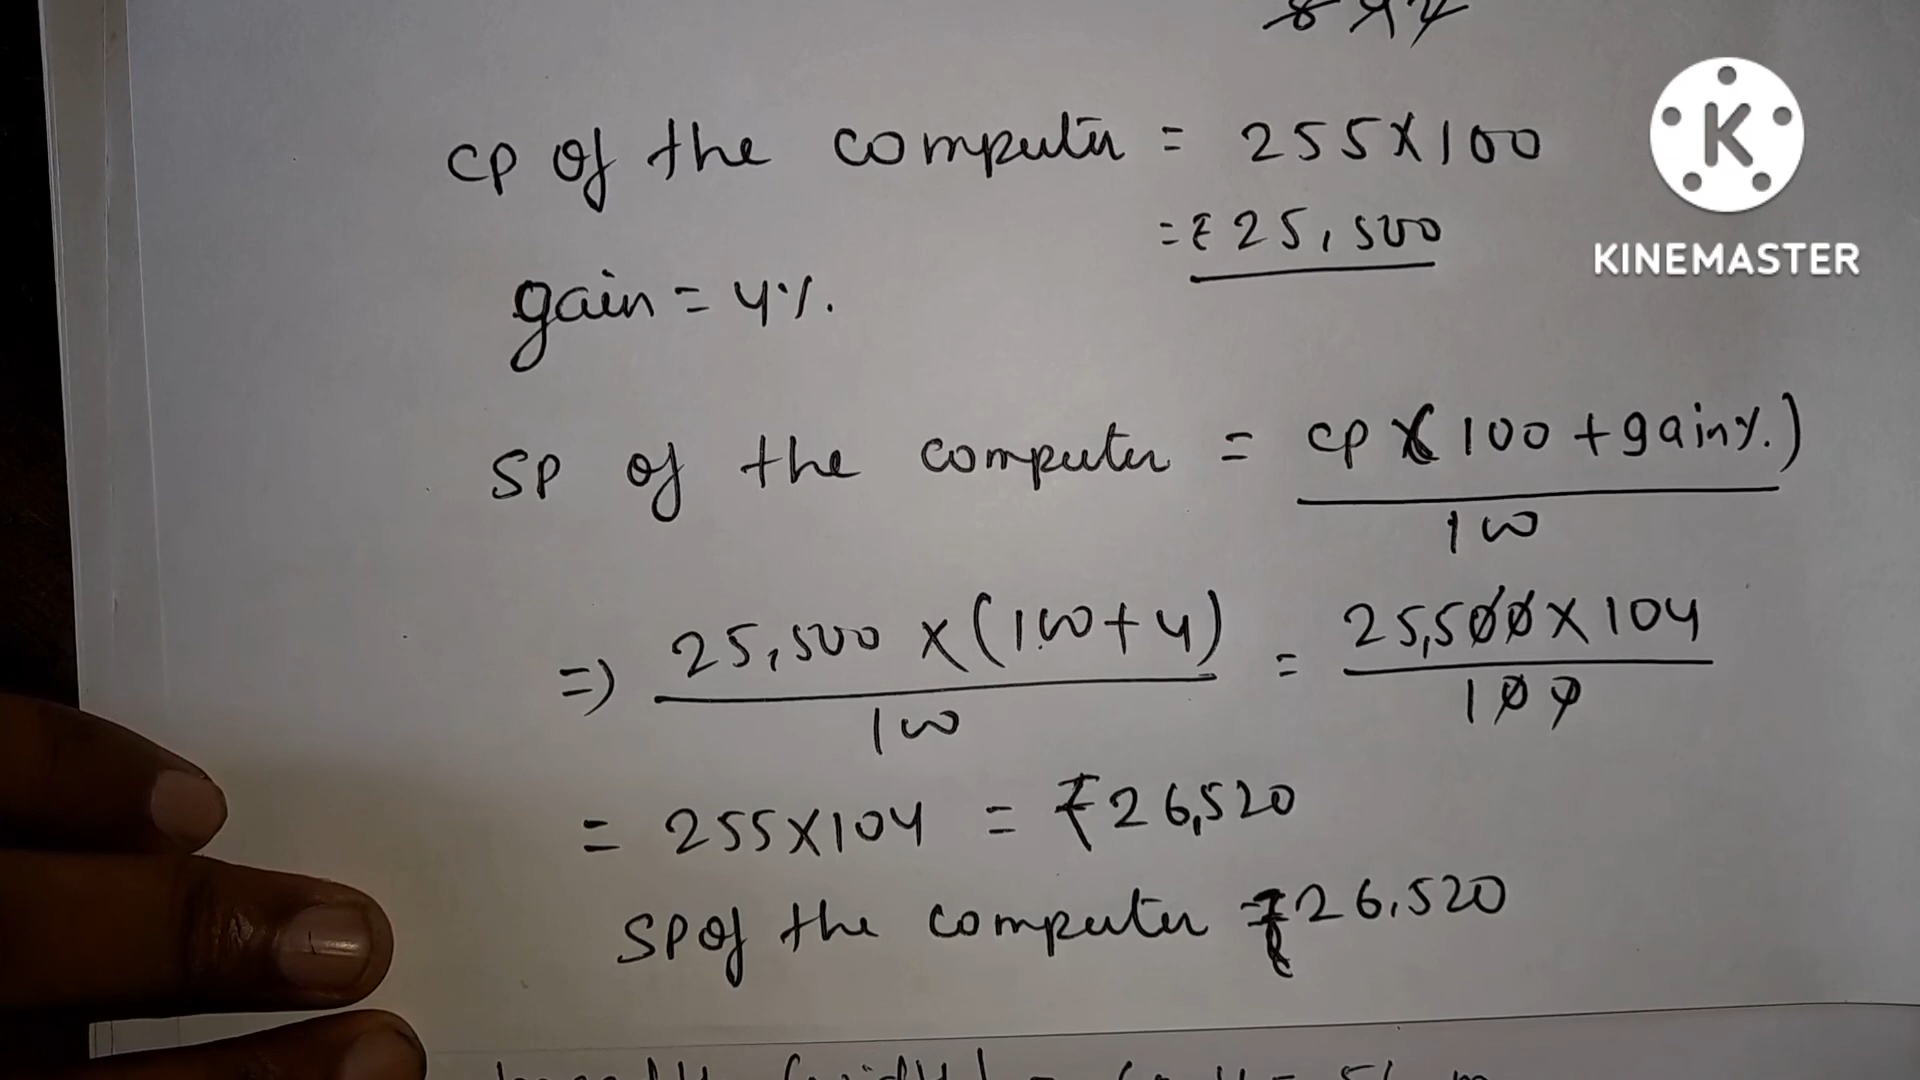 CP of the computer = 255×100
= ₹25,500
K
KINEMASTER
gain = 4%.
SP of the computer = CP×(100+gain%.)
100
=) 25,500×(100+4) = 25,500×104
100 100
= 255×104 = ₹26,520
SP of the computer = ₹26,520